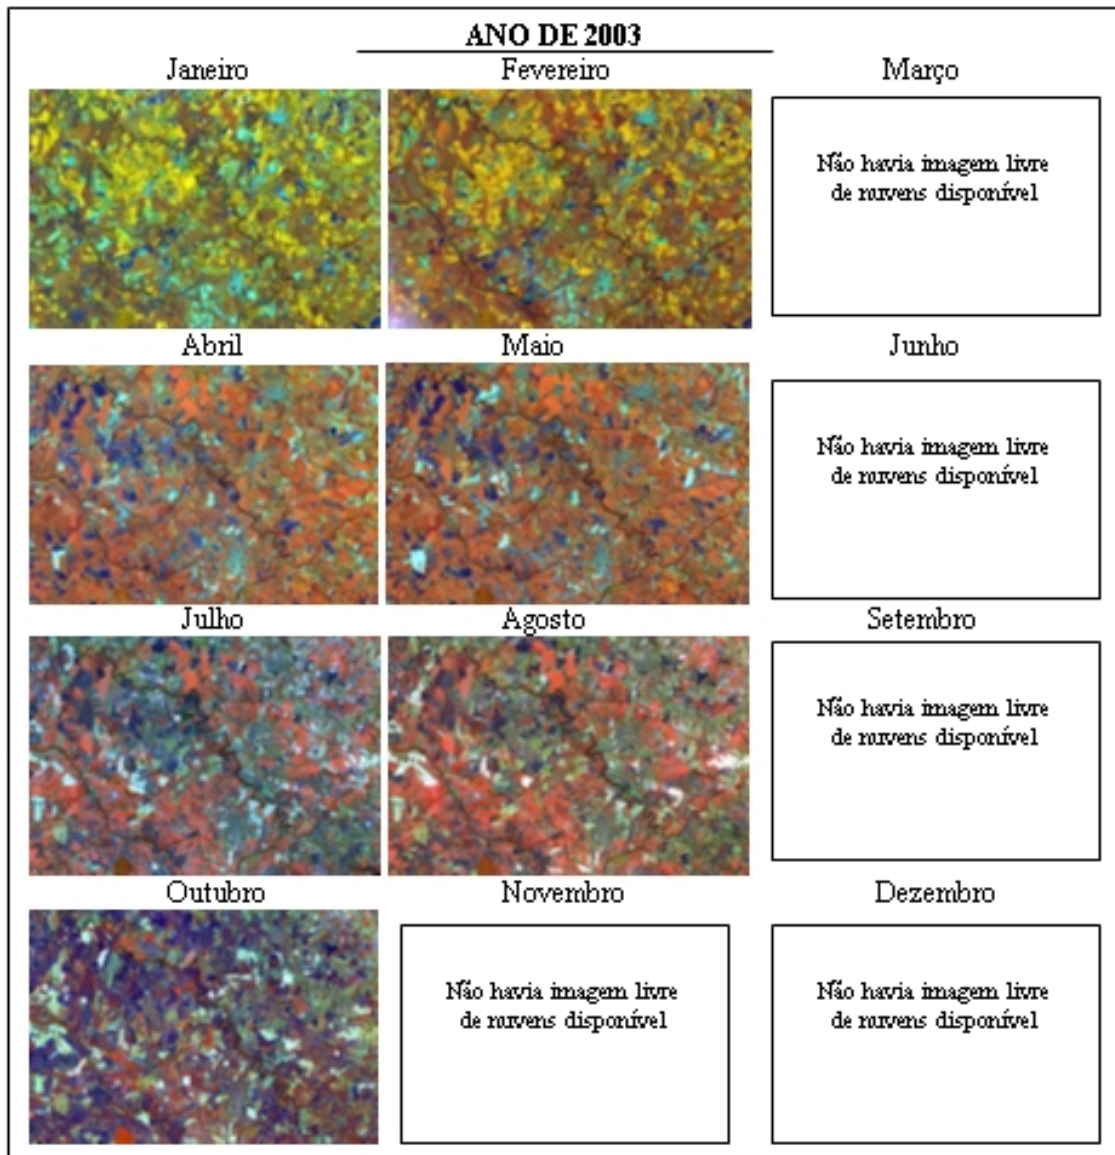 ANO DE 2003
Janeiro
Fevereiro
Março
Não havia imagem livre
de nuvens disponível
Abril
Maio
Junho
Não havia imagem livre
de nuvens disponível
Julho
Agosto
Setembro
Não havia imagem livre
de nuvens disponível
Outubro
Novembro
Dezembro
Não havia imagem livre
de nuvens disponível
Não havia imagem livre
de nuvens disponível